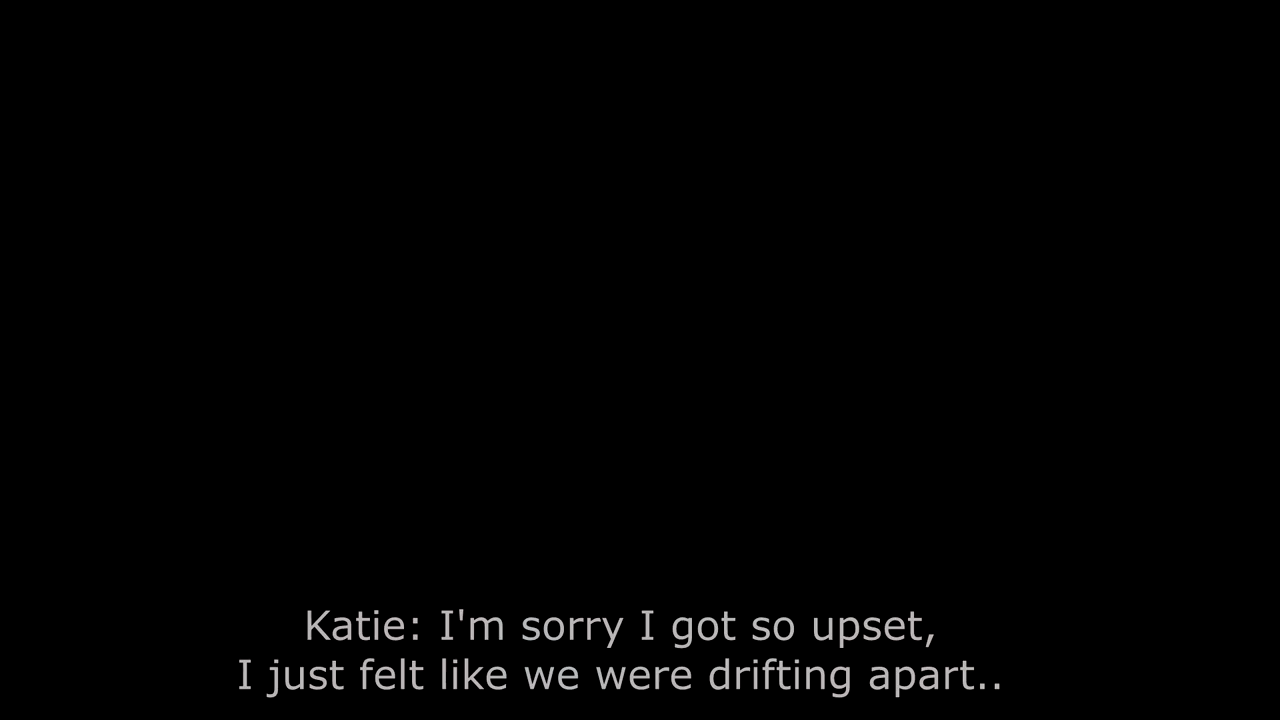 Katie: I'm sorry I got so upset,
I just felt like we were drifting apart..